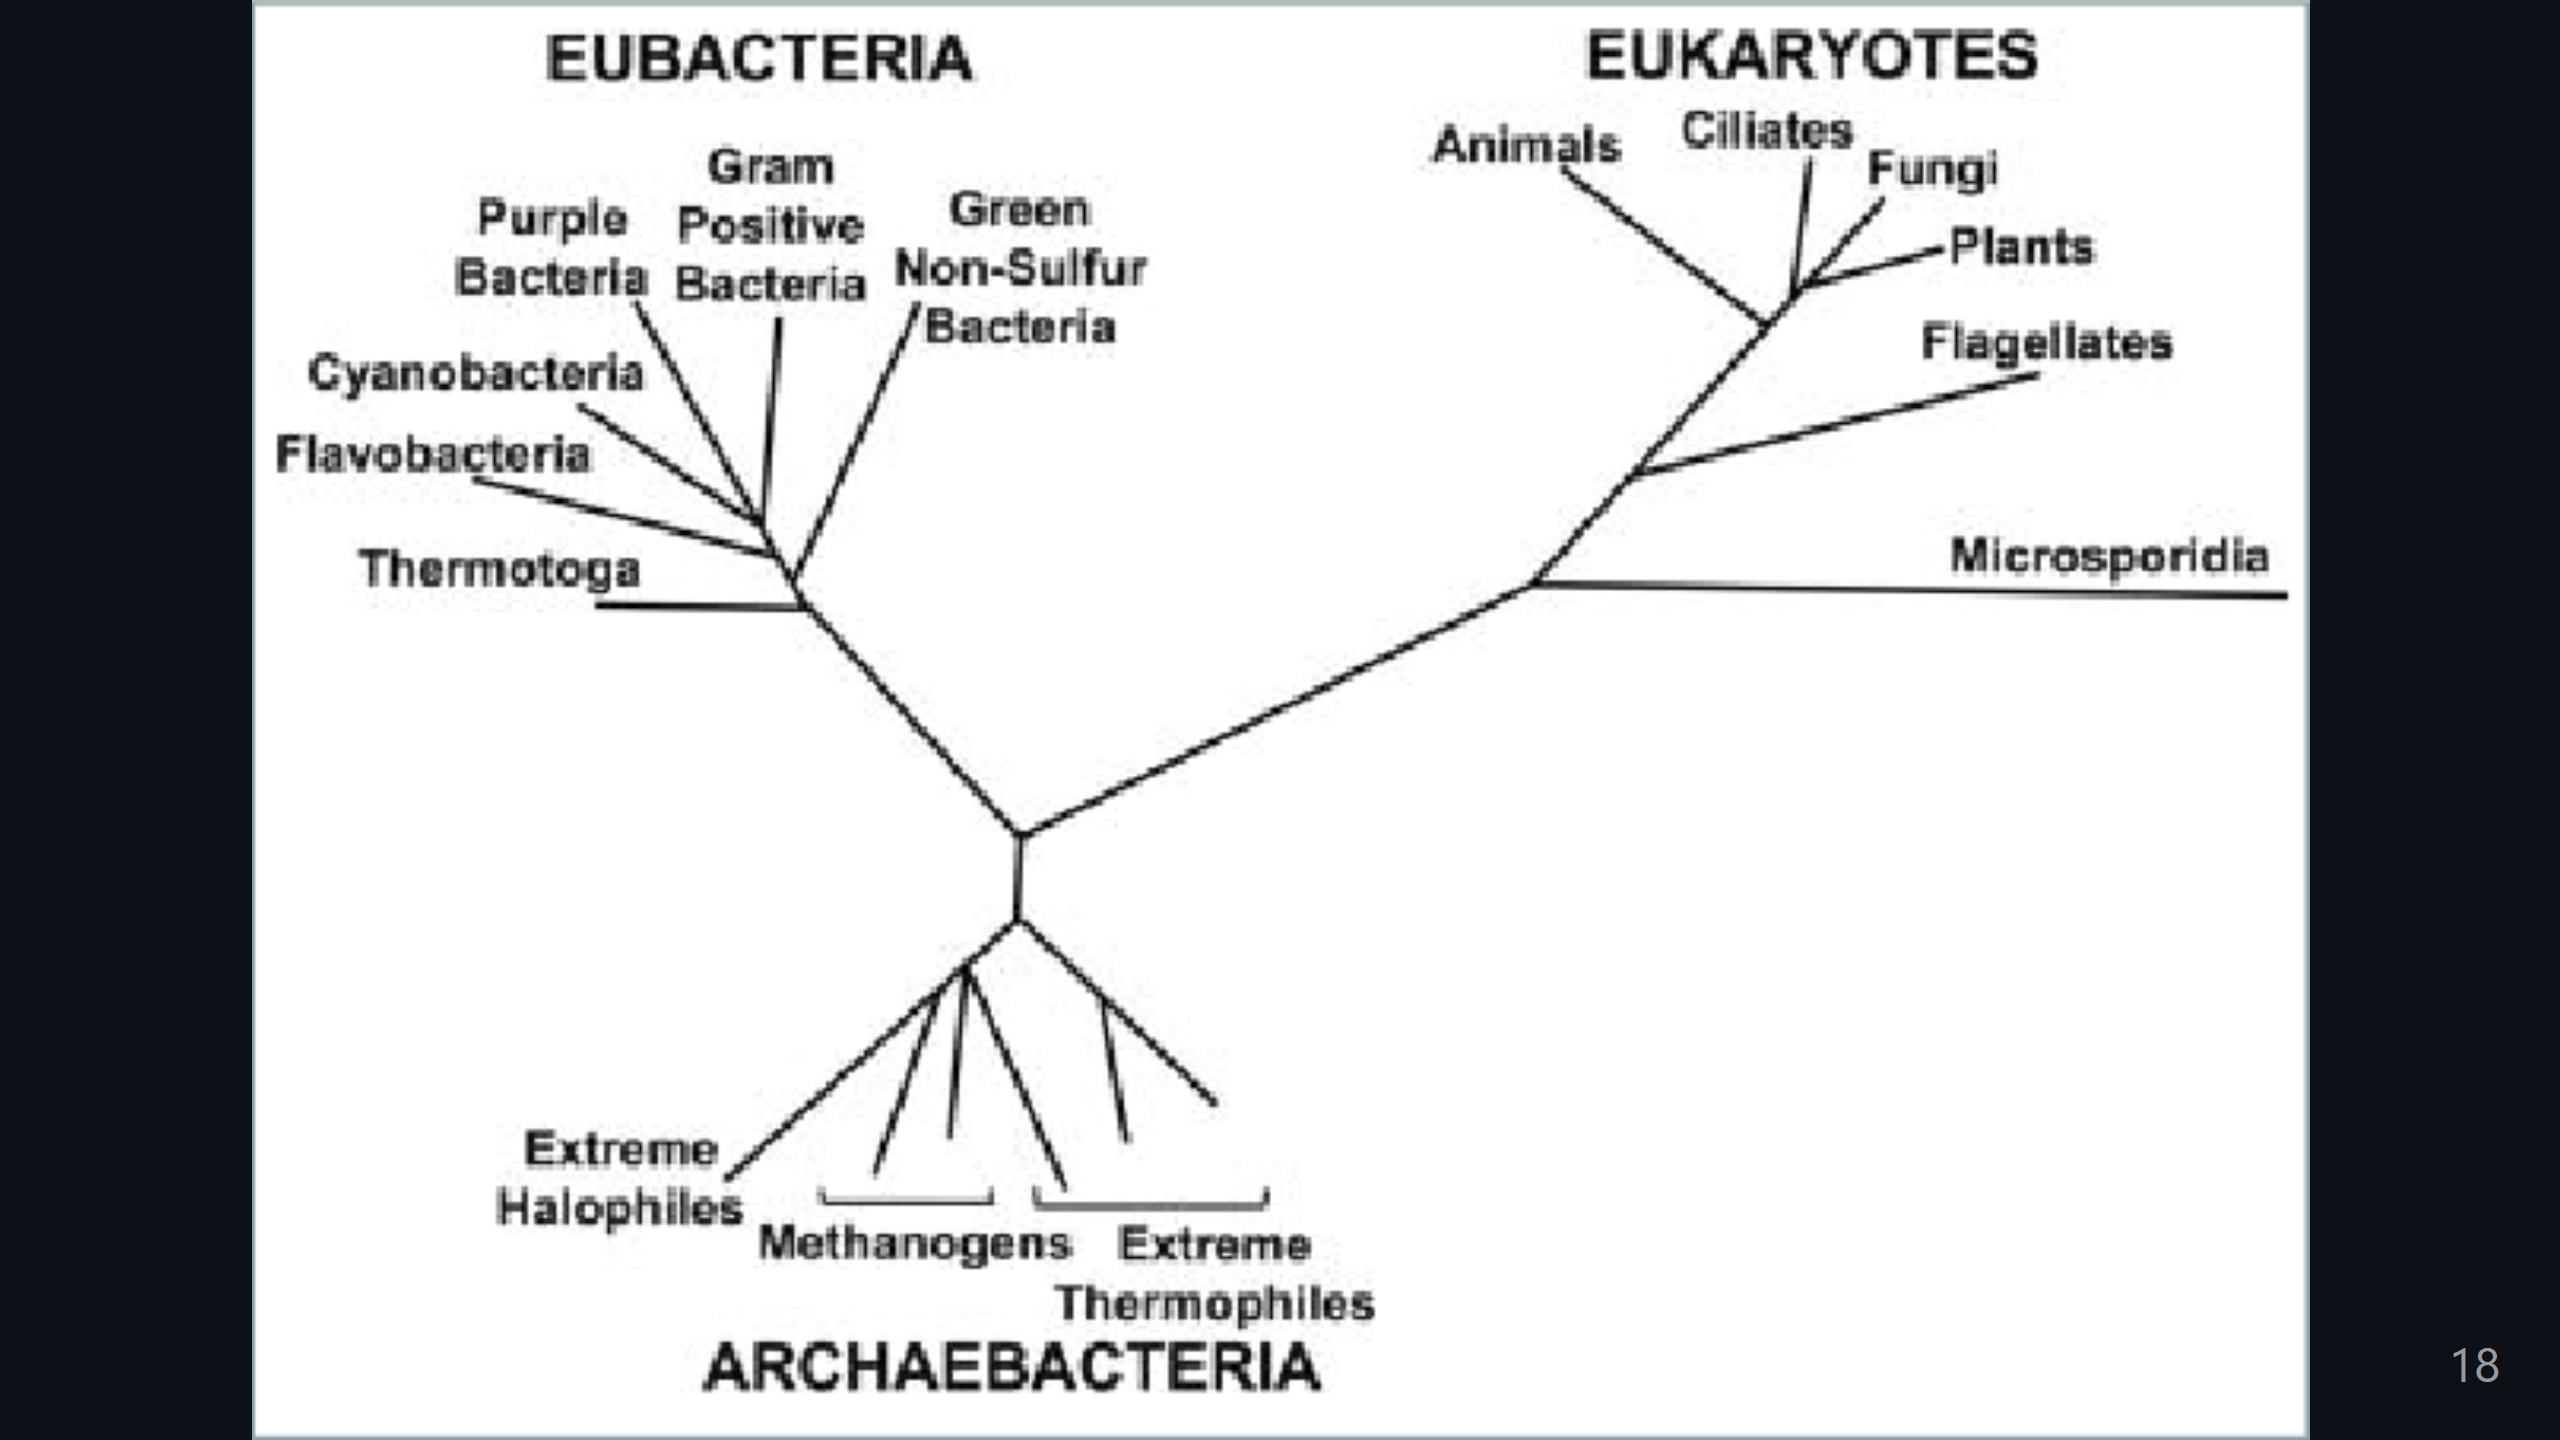 EUBACTERIA
EUKARYOTES
Animals
Ciliates
Fungi
Plants
Flagellates
Microsporidia
Gram
Positive
Bacteria
Purple
Bacteria
Green
Non-Sulfur
Bacteria
Cyanobacteria
Flavobacteria
Thermotoga
Extreme
Halophiles
Methanogens
Extreme
Thermophiles
ARCHAEBACTERIA
18